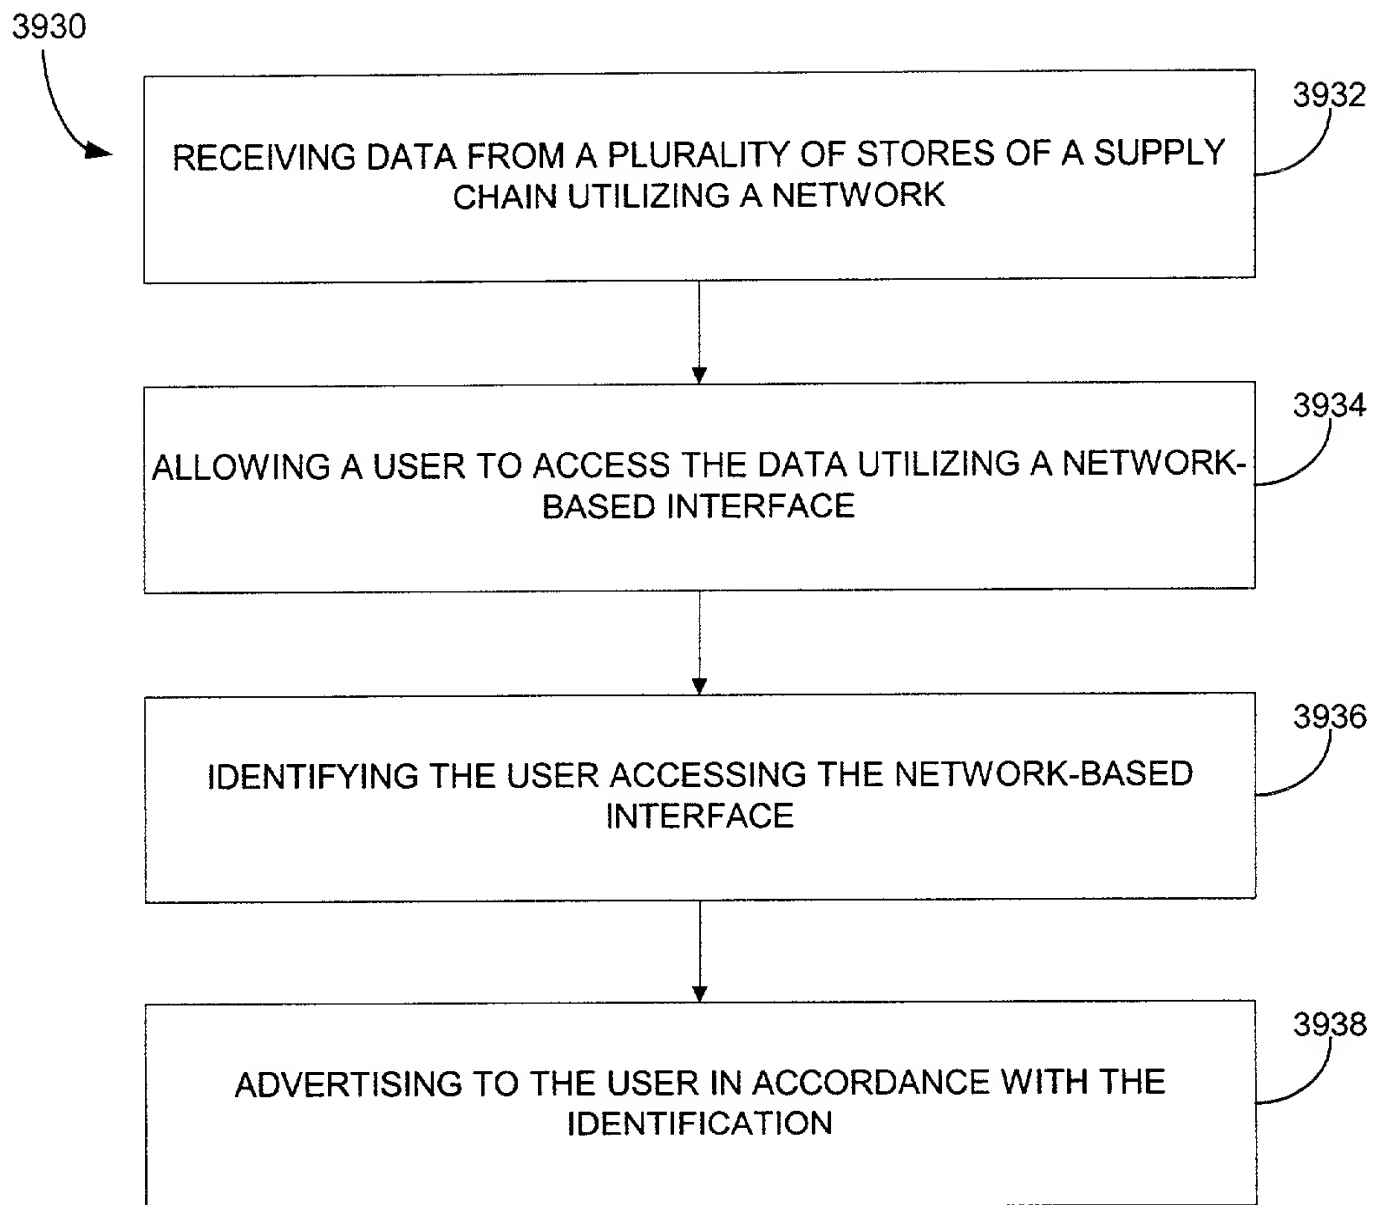 3930
3932
RECEIVING DATA FROM A PLURALITY OF STORES OF A SUPPLY
CHAIN UTILIZING A NETWORK
3934
ALLOWING A USER TO ACCESS THE DATA UTILIZING A NETWORK-
BASED INTERFACE
3936
IDENTIFYING THE USER ACCESSING THE NETWORK-BASED
INTERFACE
3938
ADVERTISING TO THE USER IN ACCORDANCE WITH THE
IDENTIFICATION